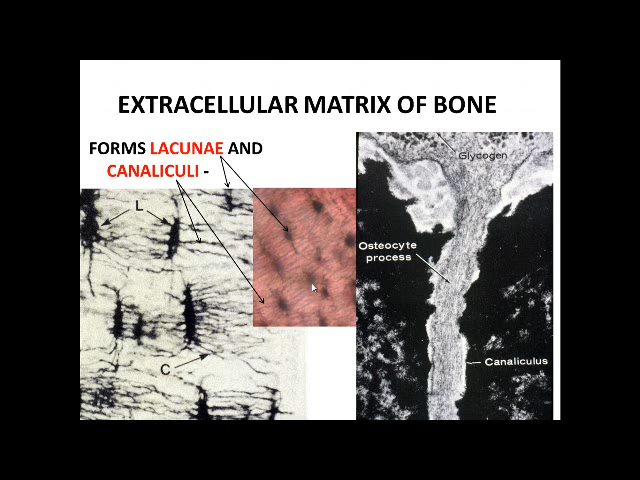 EXTRACELLULAR MATRIX OF BONE
FORMS LACUNAE AND
CANALICULI -
L
C
Glycogen
Osteocyte
process
Canaliculus